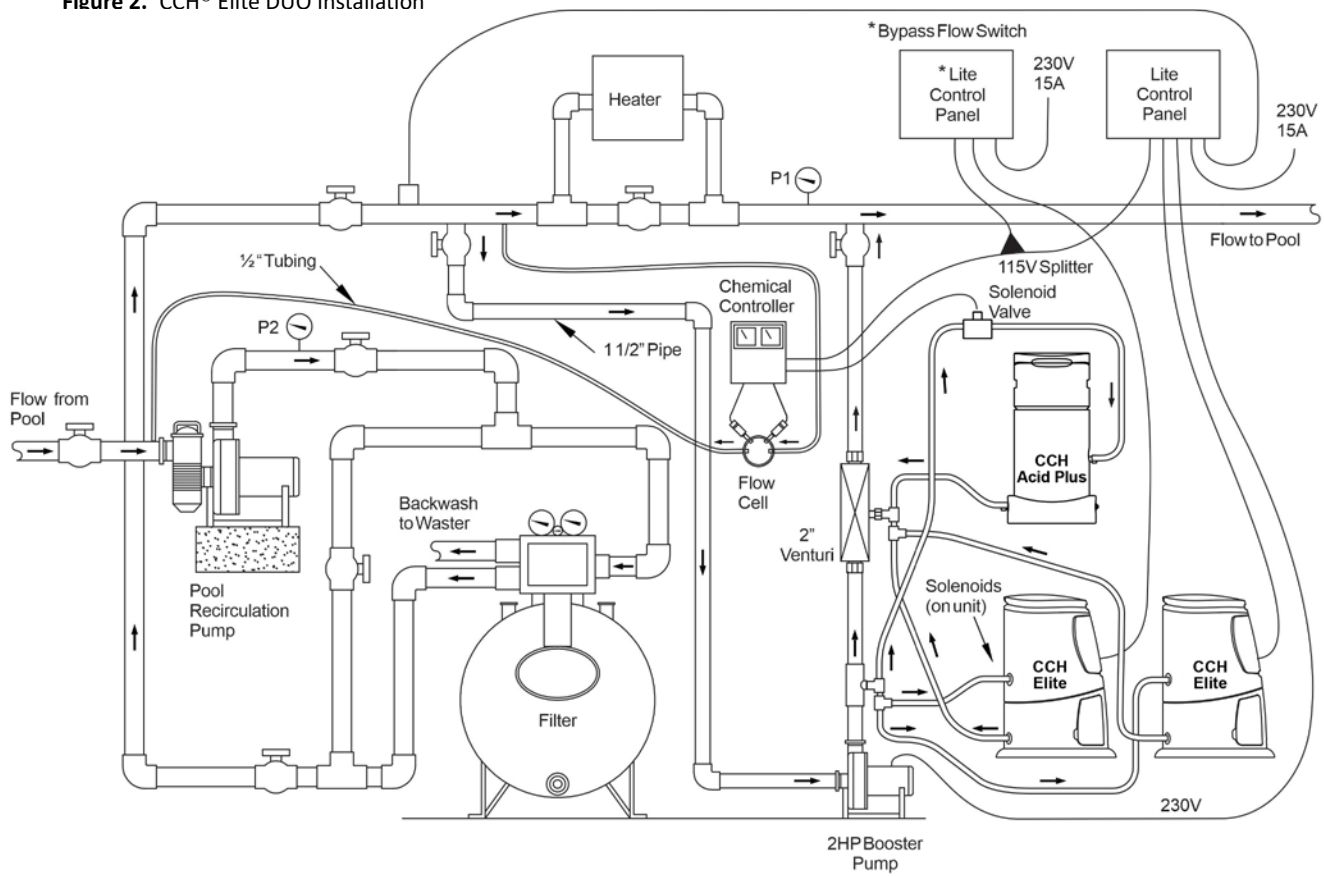 Figure 2. CCH® Elite DUO Installation
*Bypass Flow Switch
Heater
* Lite
Control
Panel
230V
15A
Lite
Control
Panel
230V
15A
P1
Flow to Pool
½" Tubing
115V Splitter
Chemical
Controller
Solenoid
Valve
P2
1 1/2" Pipe
Flow from
Pool
CCH
Acid Plus
Flow
Cell
Backwash
to Waster
2"
Venturi
Pool
Recirculation
Pump
Solenoids
(on unit)
CCH
Elite
CCH
Elite
Filter
230V
2HP Booster
Pump